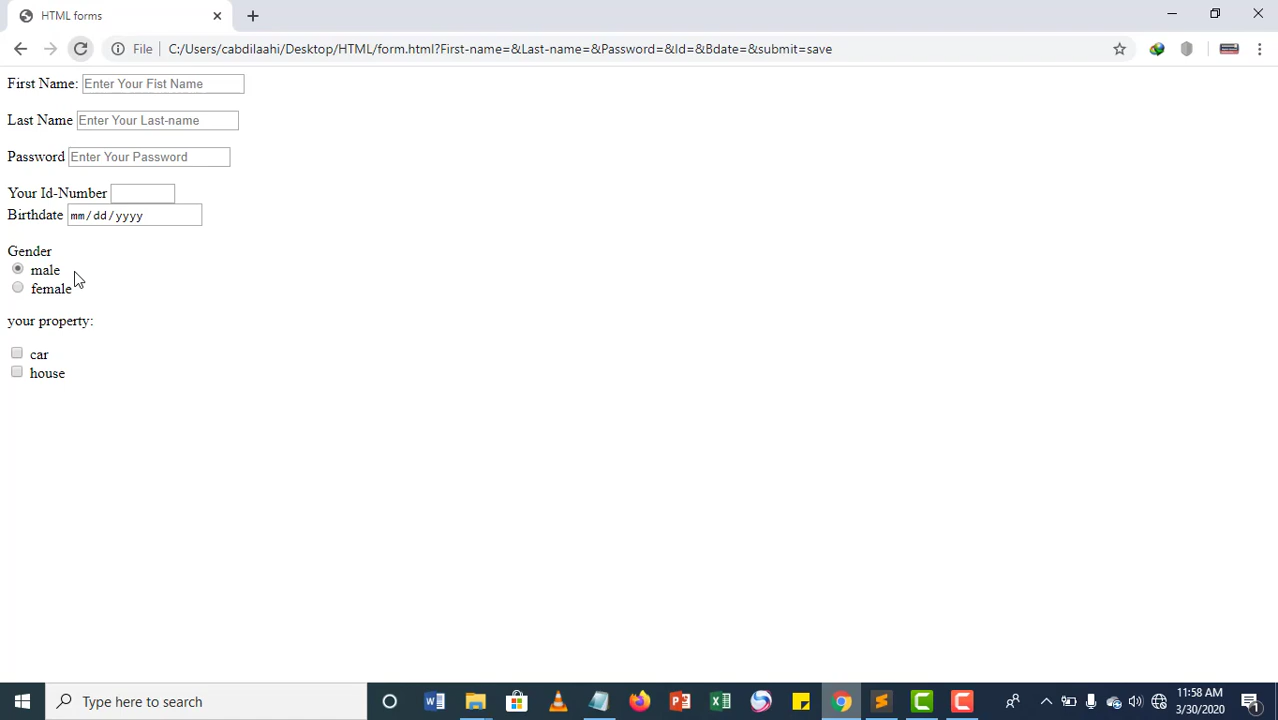 HTML forms
File C:/Users/cabdilaahi/Desktop/HTML/form.html?First-name=&Last-name=&Password=&Id=&Bdate=&submit=save
First Name: Enter Your Fist Name
Last Name Enter Your Last-name
Password Enter Your Password
Your Id-Number
Birthdate mm/dd/yyyy
Gender
male
female
your property:
car
house
Type here to search
11:58 AM
3/30/2020
1